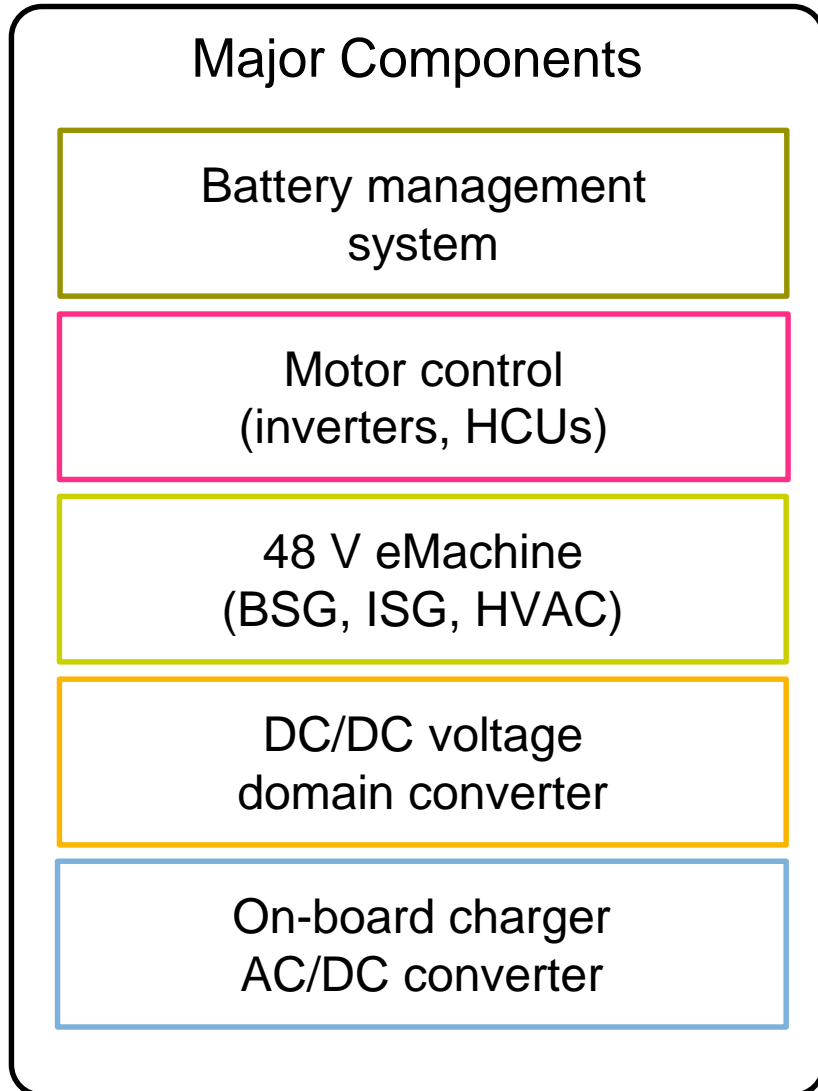 Major Components
Battery management
system
Motor control
(inverters, HCUs)
48 V eMachine
(BSG, ISG, HVAC)
DC/DC voltage
domain converter
On-board charger
AC/DC converter